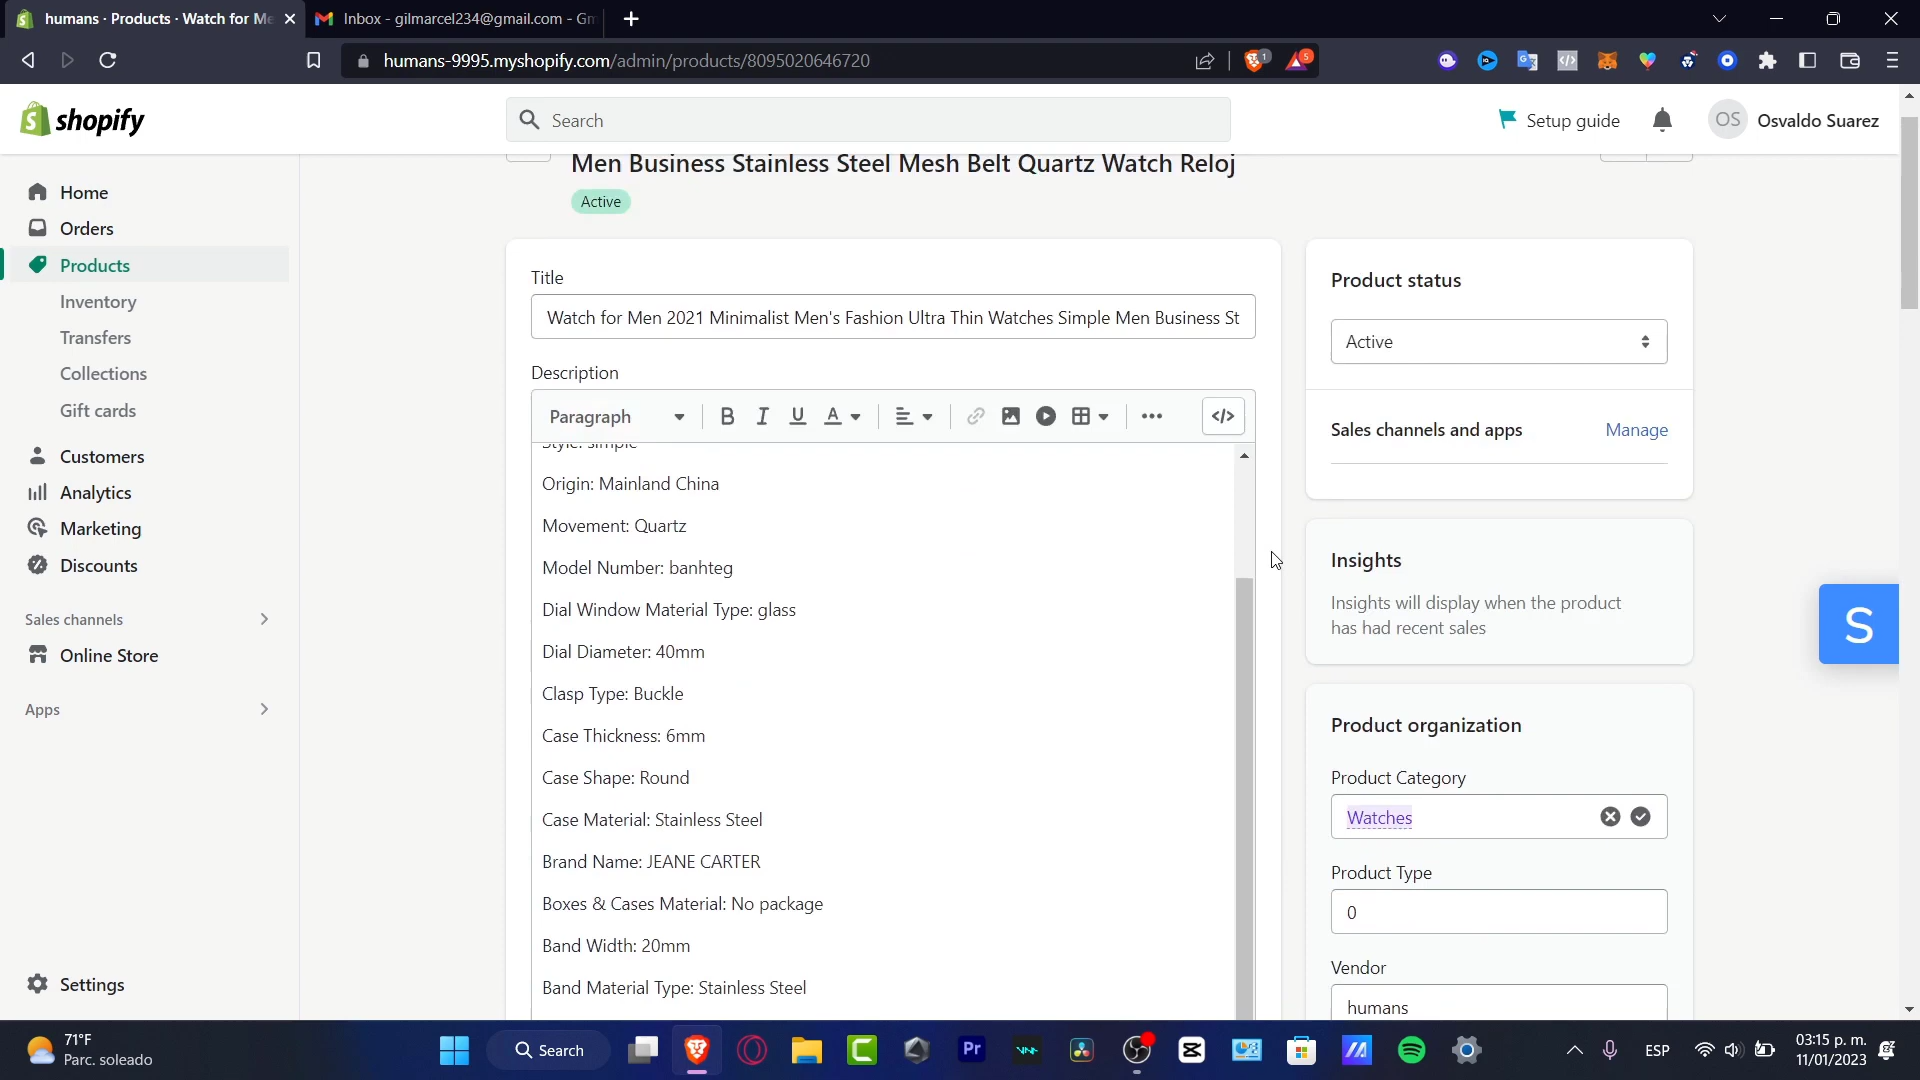 humans · Products · Watch for Me
Inbox - gilmarcel234@gmail.com - Gm
humans-9995.myshopify.com/admin/products/8095020646720
1
5
shopify
Search
Setup guide
OS
Osvaldo Suarez
Men Business Stainless Steel Mesh Belt Quartz Watch Reloj
Active
Home
Orders
Products
Inventory
Transfers
Collections
Gift cards
Customers
Analytics
Marketing
Discounts
Sales channels
Online Store
Apps
Settings
Title
Watch for Men 2021 Minimalist Men's Fashion Ultra Thin Watches Simple Men Business St
Description
Paragraph
B I U A
</>
Style: simple
Origin: Mainland China
Movement: Quartz
Model Number: banhteg
Dial Window Material Type: glass
Dial Diameter: 40mm
Clasp Type: Buckle
Case Thickness: 6mm
Case Shape: Round
Case Material: Stainless Steel
Brand Name: JEANE CARTER
Boxes & Cases Material: No package
Band Width: 20mm
Band Material Type: Stainless Steel
Product status
Active
Sales channels and apps
Manage
Insights
Insights will display when the product
has had recent sales
S
Product organization
Product Category
Watches
Product Type
0
Vendor
humans
71°F
Parc. soleado
Search
Pr
ESP
03:15 p. m.
11/01/2023